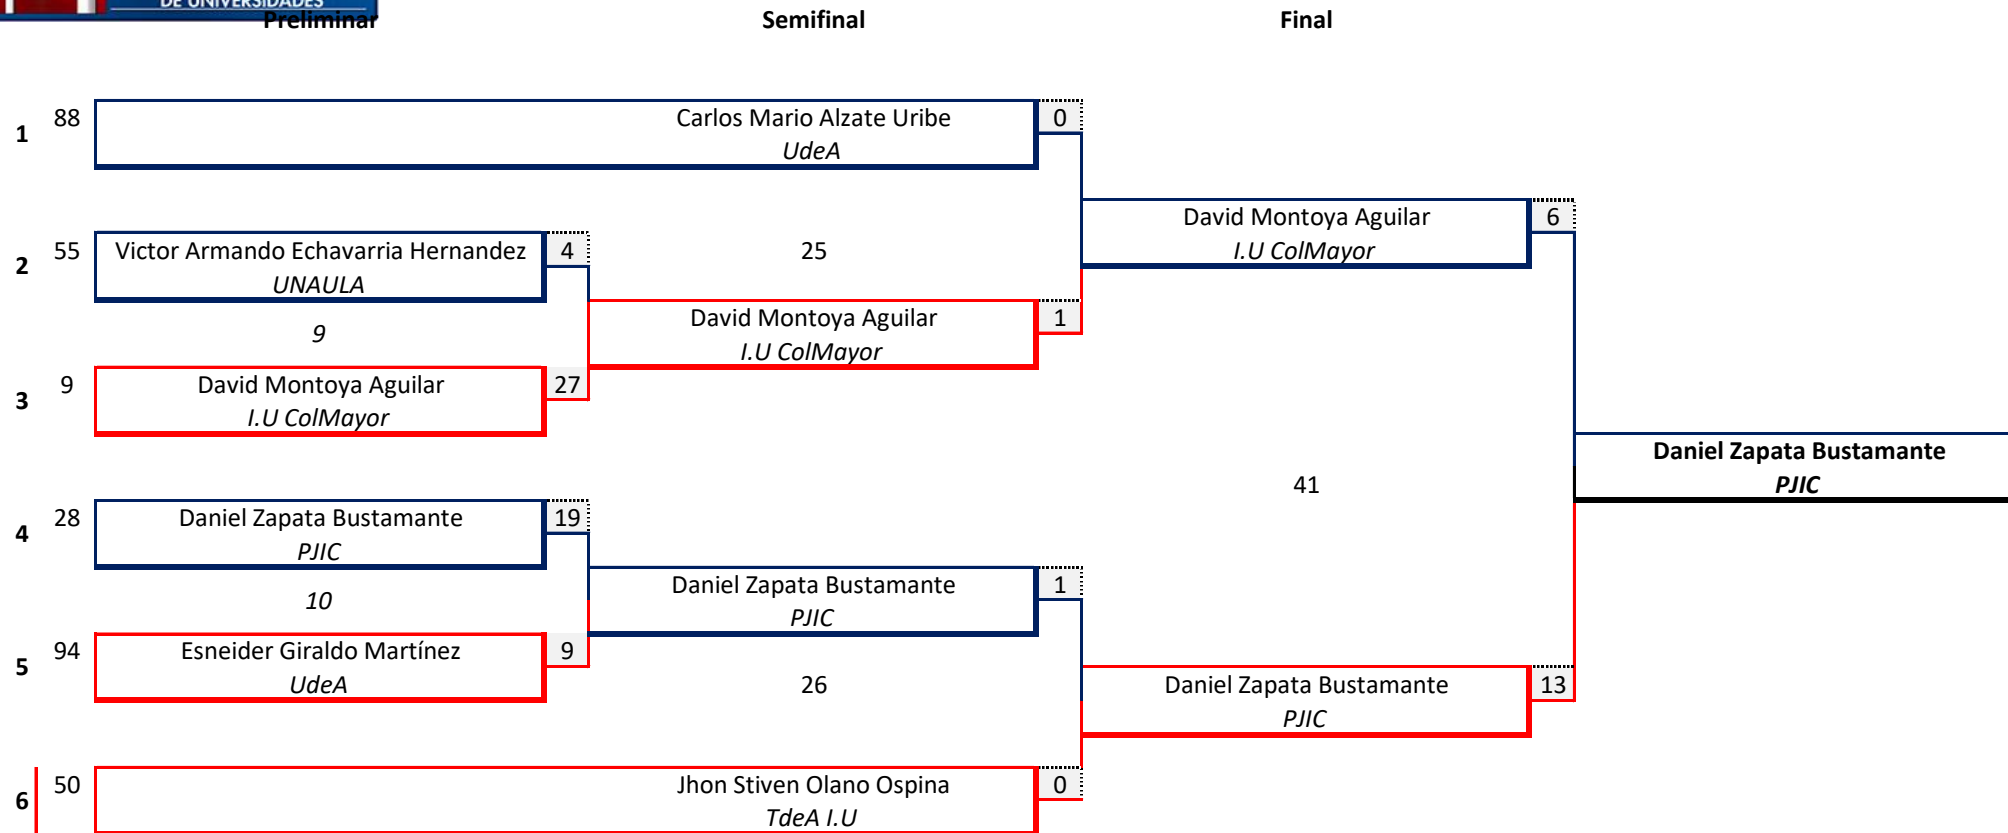 DE UNIVERSIDADES
Preliminar Semifinal Final
88 Carlos Mario Alzate Uribe 0
1
UdeA
David Montoya Aguilar 6
I.U ColMayor
55 Victor Armando Echavarria Hernandez 4
2
UNAULA
25
9
David Montoya Aguilar 1
I.U ColMayor
9 David Montoya Aguilar 27
3
I.U ColMayor
Daniel Zapata Bustamante
PJIC
41
28 Daniel Zapata Bustamante 19
4
PJIC
10
Daniel Zapata Bustamante 1
PJIC
94 Esneider Giraldo Martínez 9
5
UdeA
26
Daniel Zapata Bustamante 13
PJIC
50 Jhon Stiven Olano Ospina 0
6
TdeA I.U